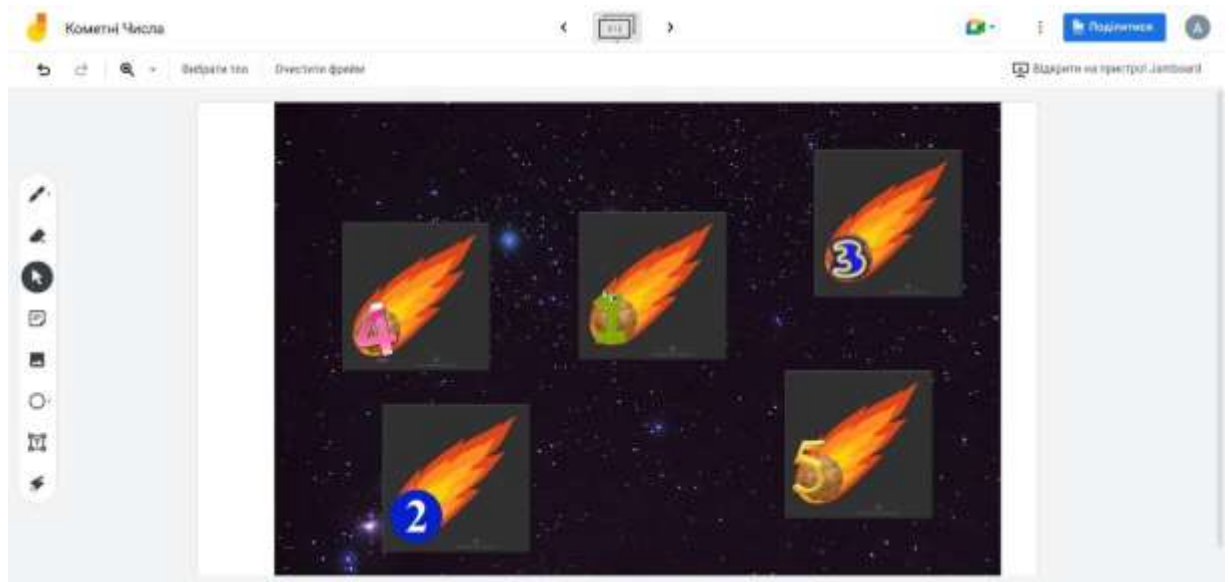 Кометні Числа
Поділитися
А
Вибрати тло Очистити фрейм
Відкрити на пристрої Jamboard
3
4 1
5
2